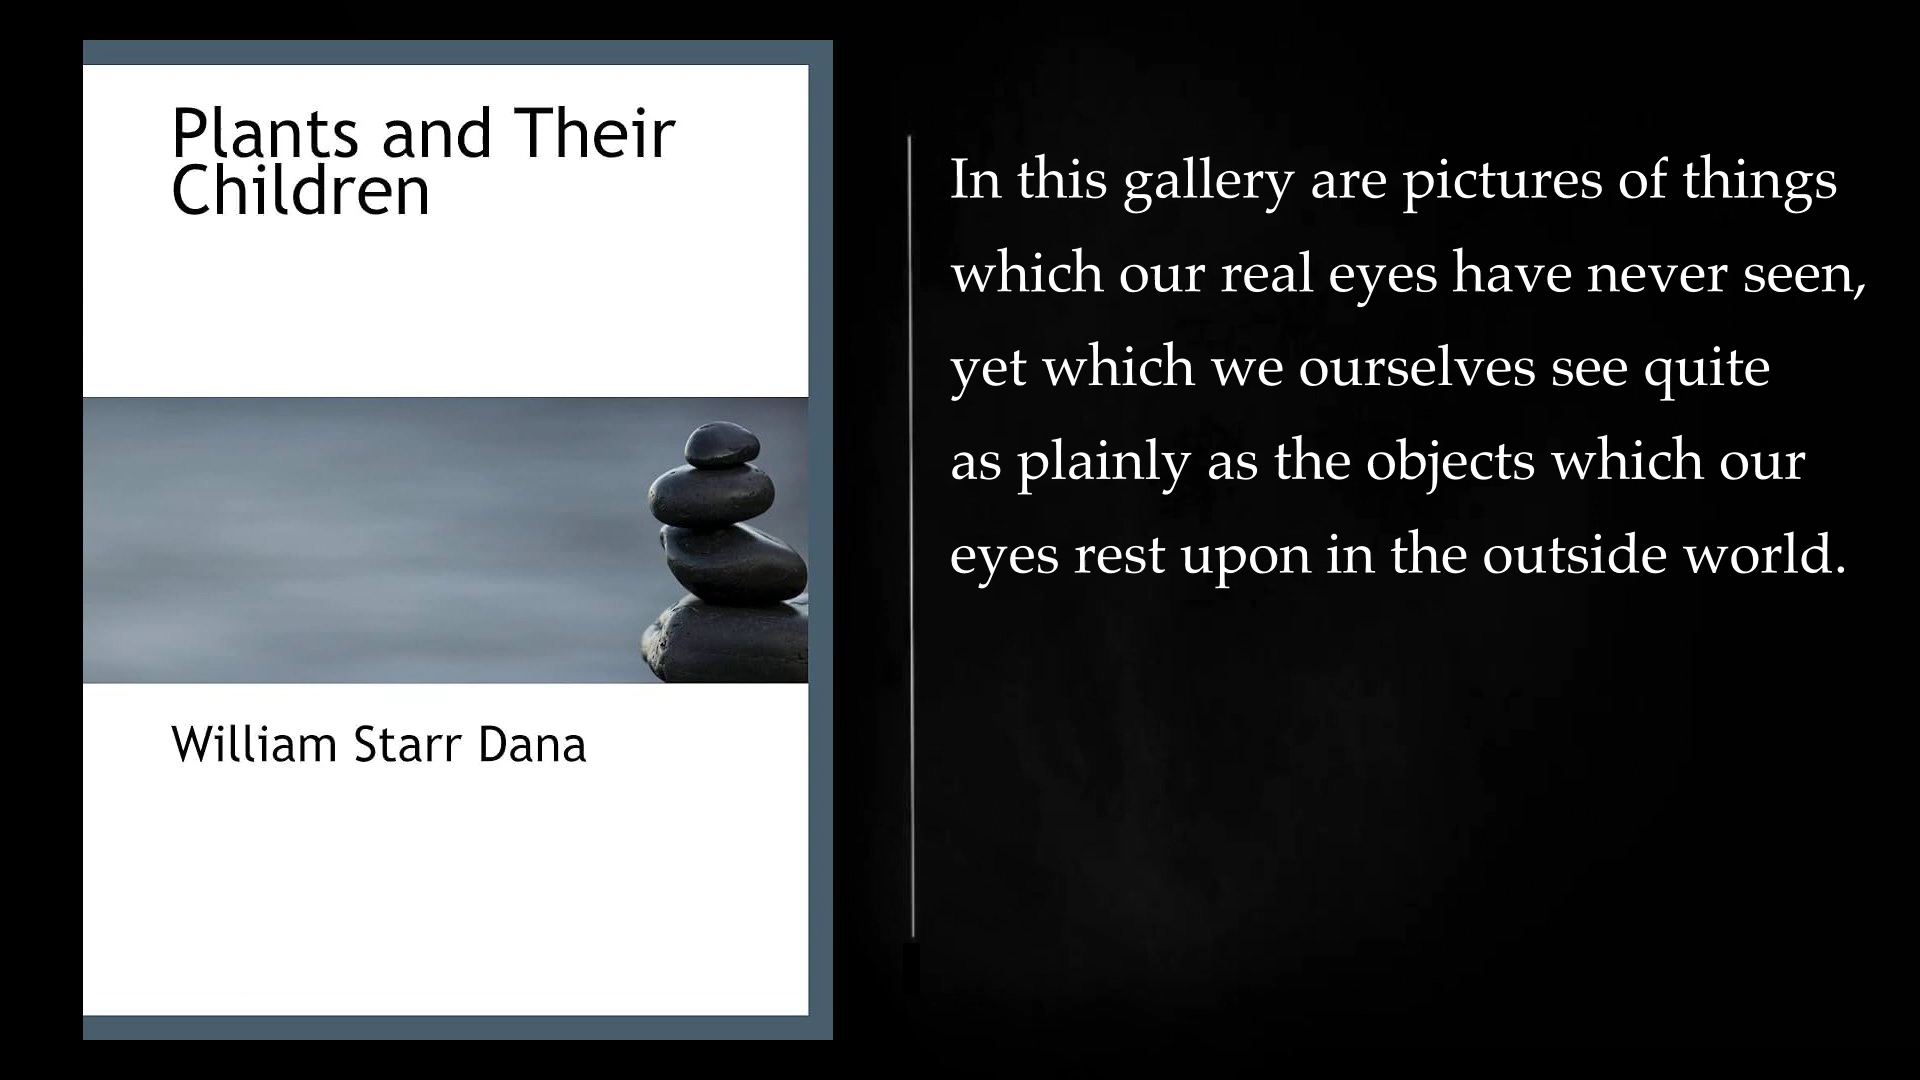 Plants and Their
Children
William Starr Dana
In this gallery are pictures of things
which our real eyes have never seen,
yet which we ourselves see quite
as plainly as the objects which our
eyes rest upon in the outside world.